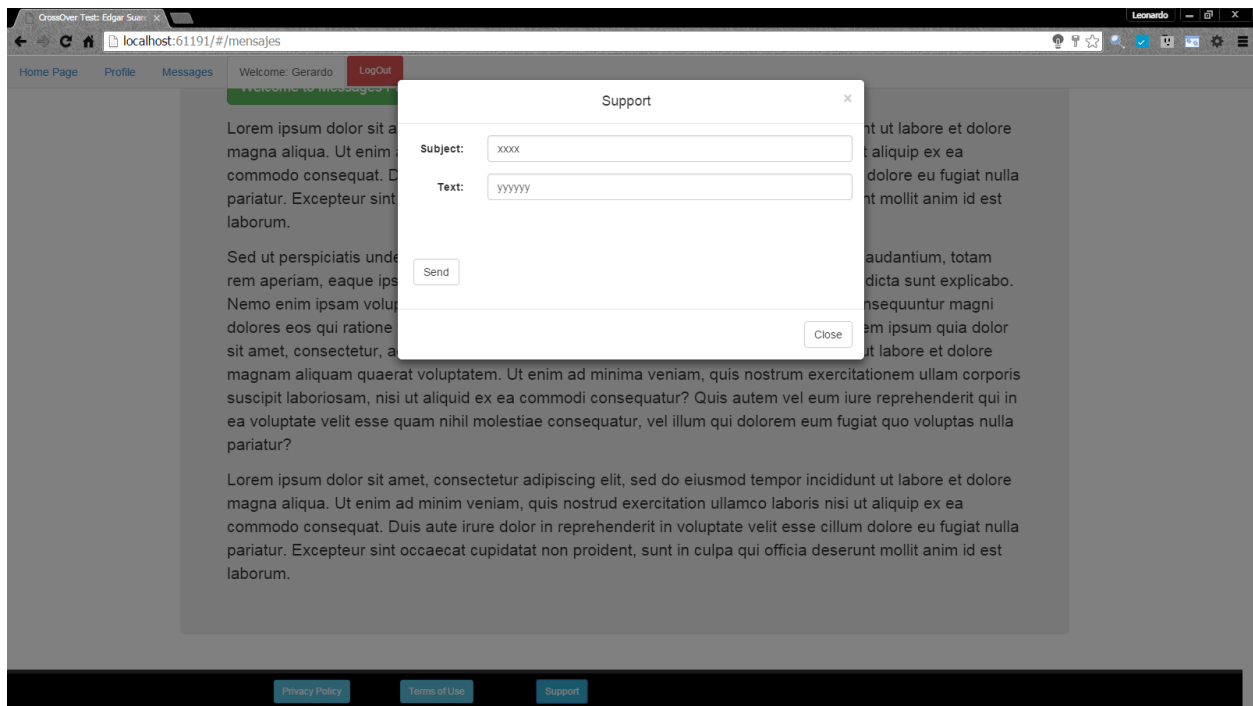 CrossOver Test: Edgar Suar
Leonardo
localhost:61191/#/mensajes
Home Page Profile Messages Welcome: Gerardo LogOut
Welcome to Messages
Support ×
Subject: xxxx
Text: yyyyyy
Send
Close
Lorem ipsum dolor sit a nt ut labore et dolore
magna aliqua. Ut enim t aliquip ex ea
commodo consequat. D dolore eu fugiat nulla
pariatur. Excepteur sint nt mollit anim id est
laborum.
Sed ut perspiciatis unde audantium, totam
rem aperiam, eaque ips dicta sunt explicabo.
Nemo enim ipsam volup nsequuntur magni
dolores eos qui ratione em ipsum quia dolor
sit amet, consectetur, a ut labore et dolore
magnam aliquam quaerat voluptatem. Ut enim ad minima veniam, quis nostrum exercitationem ullam corporis
suscipit laboriosam, nisi ut aliquid ex ea commodi consequatur? Quis autem vel eum iure reprehenderit qui in
ea voluptate velit esse quam nihil molestiae consequatur, vel illum qui dolorem eum fugiat quo voluptas nulla
pariatur?
Lorem ipsum dolor sit amet, consectetur adipiscing elit, sed do eiusmod tempor incididunt ut labore et dolore
magna aliqua. Ut enim ad minim veniam, quis nostrud exercitation ullamco laboris nisi ut aliquip ex ea
commodo consequat. Duis aute irure dolor in reprehenderit in voluptate velit esse cillum dolore eu fugiat nulla
pariatur. Excepteur sint occaecat cupidatat non proident, sunt in culpa qui officia deserunt mollit anim id est
laborum.
Privacy Policy Terms of Use Support